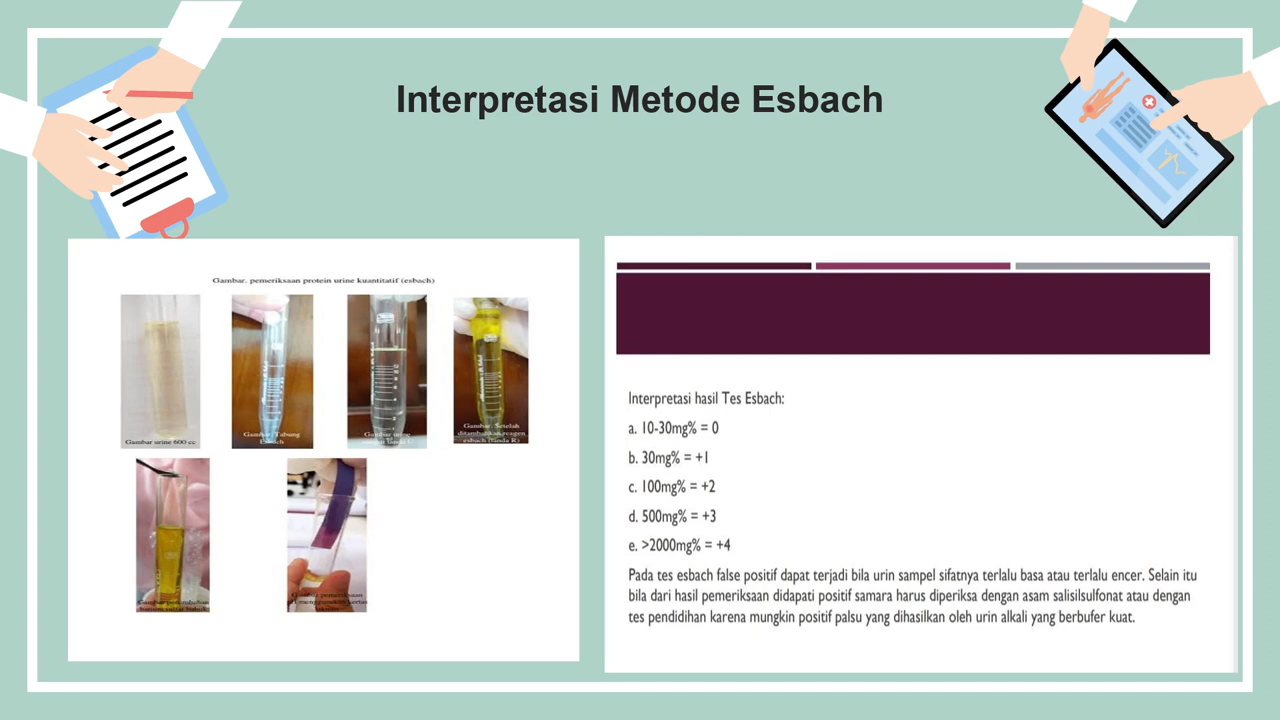 Interpretasi Metode Esbach
Gambar. pemeriksaan protein urine kuantitatif (esbach)
Gambar urine 600 cc
Gambar. Tabung
Esbach
Gambar urine
Gambar. Setelah
ditambahkan reagen
esbach (tanda R)
Interpretasi hasil Tes Esbach:
a. 10-30mg% = 0
b. 30mg% = +1
c. 100mg% = +2
d. 500mg% = +3
e. >2000mg% = +4
Pada tes esbach false positif dapat terjadi bila urin sampel sifatnya terlalu basa atau terlalu encer. Selain itu
bila dari hasil pemeriksaan didapati positif samara harus diperiksa dengan asam salisilsulfonat atau dengan
tes pendidihan karena mungkin positif palsu yang dihasilkan oleh urin alkali yang berbufer kuat.